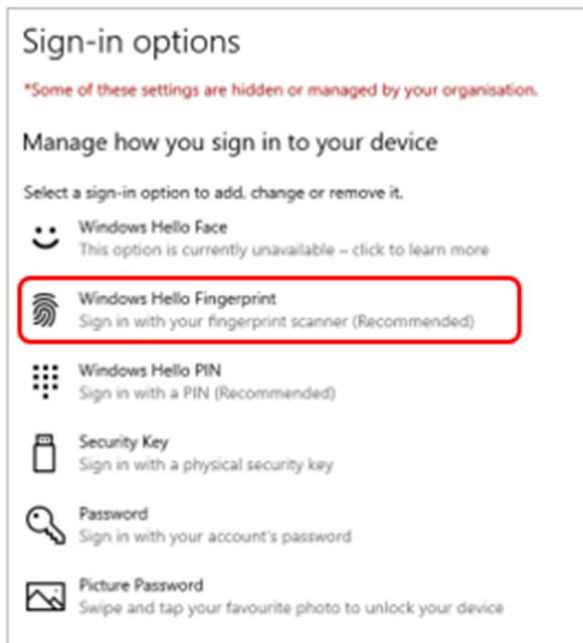 Sign-in options
*Some of these settings are hidden or managed by your organisation.
Manage how you sign in to your device
Select a sign-in option to add, change or remove it.
Windows Hello Face
This option is currently unavailable – click to learn more
Windows Hello Fingerprint
Sign in with your fingerprint scanner (Recommended)
Windows Hello PIN
Sign in with a PIN (Recommended)
Security Key
Sign in with a physical security key
Password
Sign in with your account's password
Picture Password
Swipe and tap your favourite photo to unlock your device